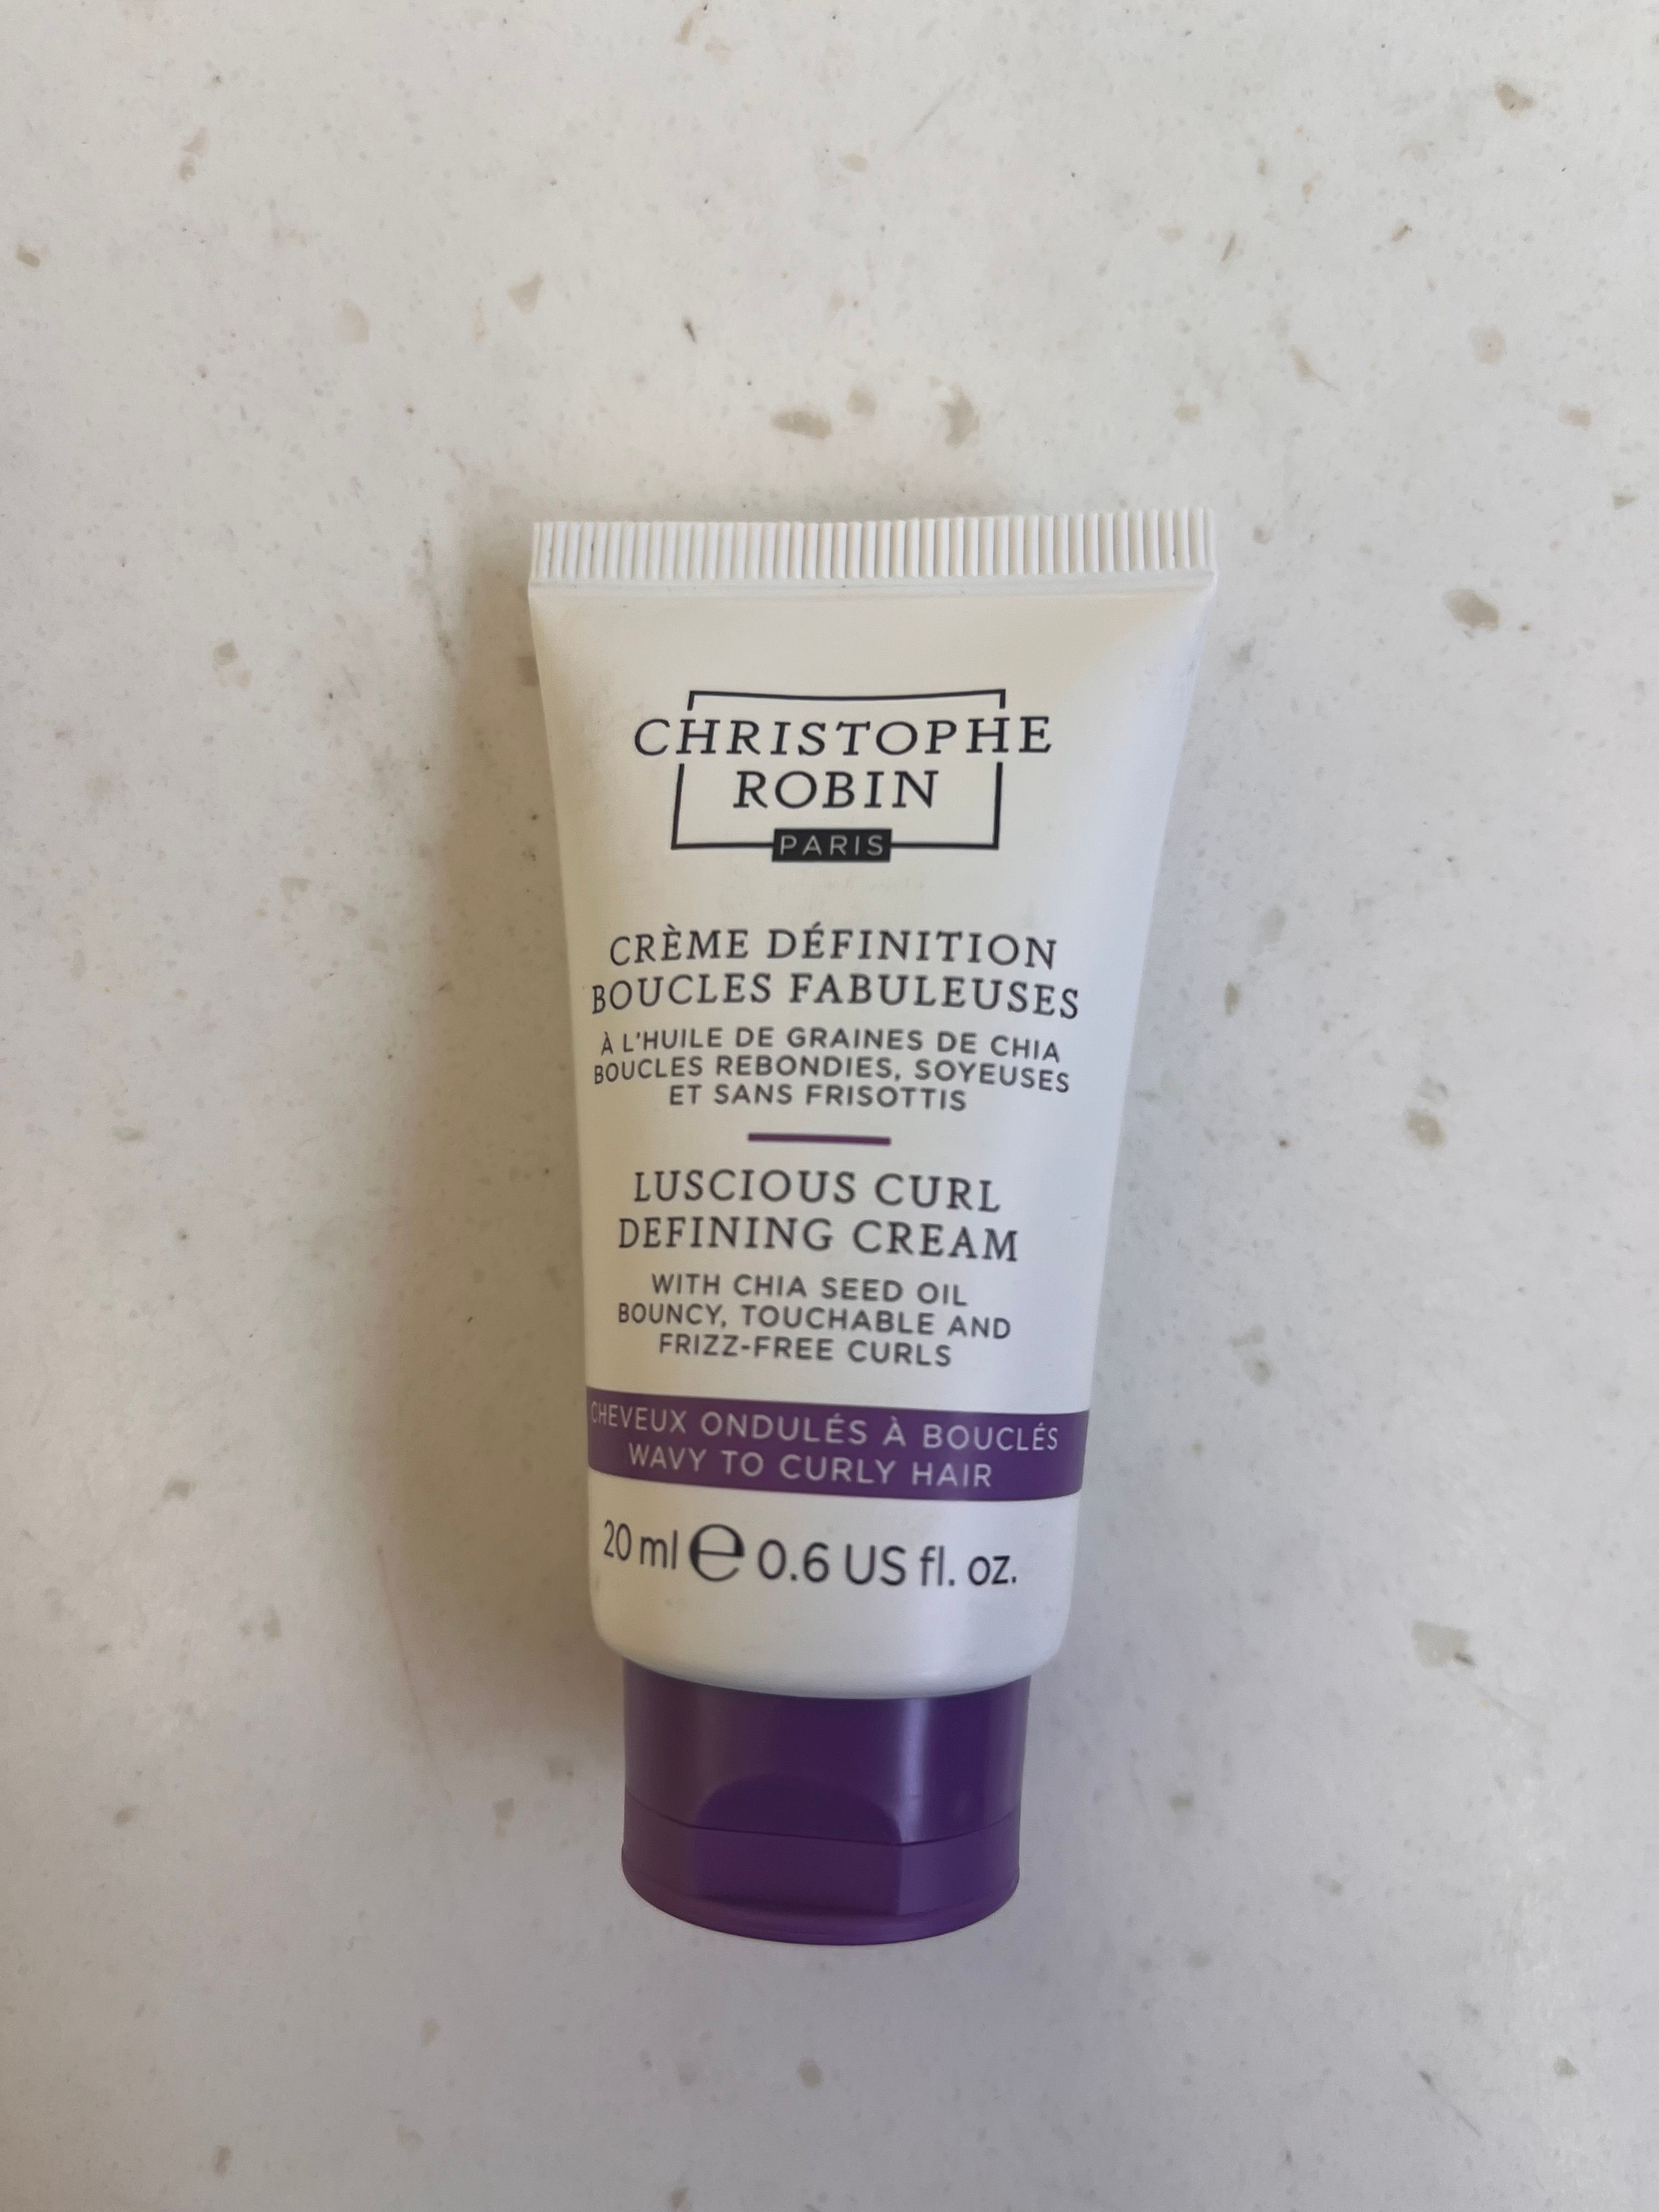 CHRISTOPHE
ROBIN
PARIS
CRÈME DÉFINITION
BOUCLES FABULEUSES
À L'HUILE DE GRAINES DE CHIA
BOUCLES REBONDIES, SOYEUSES
ET SANS FRISOTTIS
LUSCIOUS CURL
DEFINING CREAM
WITH CHIA SEED OIL
BOUNCY, TOUCHABLE AND
FRIZZ-FREE CURLS
CHEVEUX ONDULÉS À BOUCLÉS
WAVY TO CURLY HAIR
20 ml ℮ 0.6 US fl. oz.